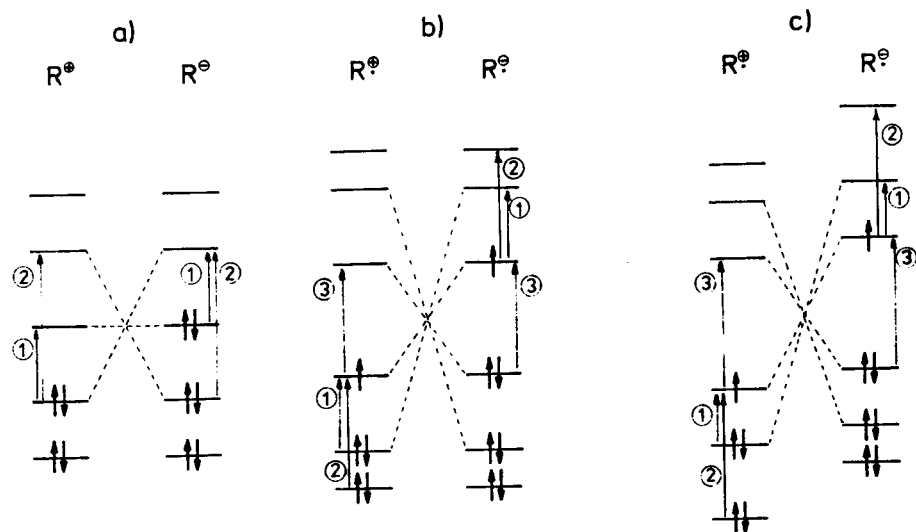 a)
b)
c)
R⊕
R⊖
R⊕.
R⊖.
R⊕.
R⊖.
②
①
①
②
③
①
②
②
①
③
③
①
②
②
①
③